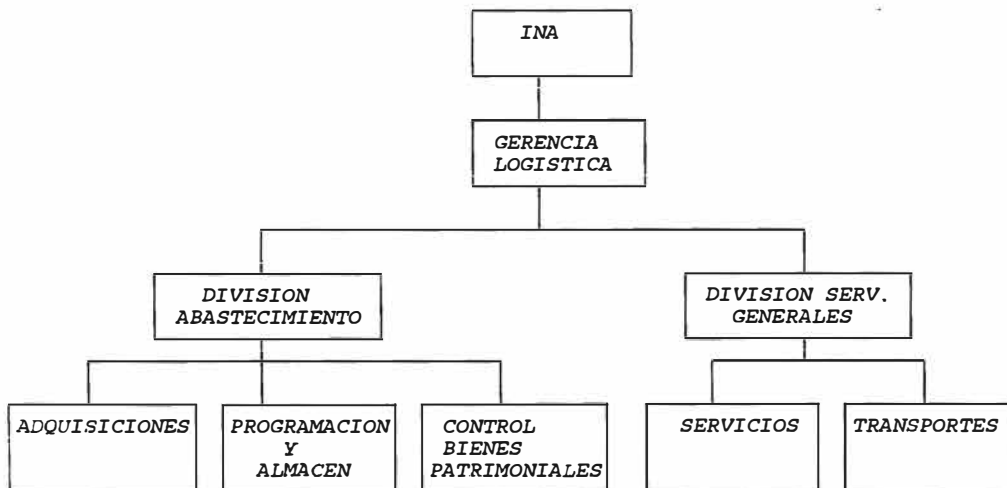 INA
GERENCIA
LOGISTICA
DIVISION
ABASTECIMIENTO
DIVISION SERV.
GENERALES
ADQUISICIONES
PROGRAMACION
Y
ALMACEN
CONTROL
BIENES
PATRIMONIALES
SERVICIOS
TRANSPORTES